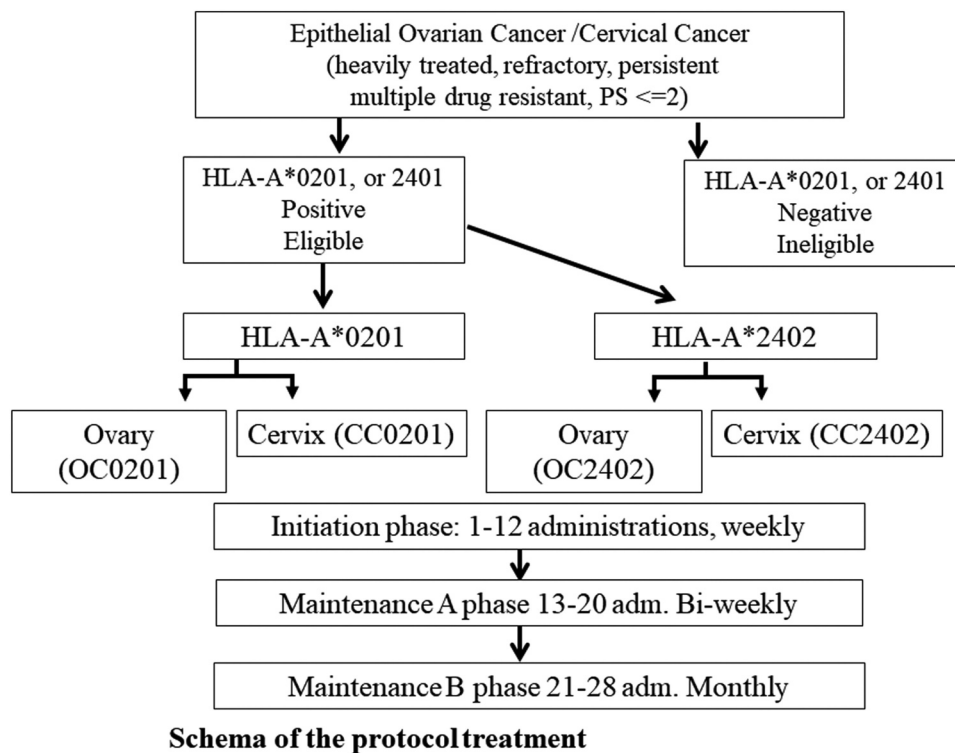 Epithelial Ovarian Cancer /Cervical Cancer
(heavily treated, refractory, persistent
multiple drug resistant, PS <=2)
HLA-A*0201, or 2401
Positive
Eligible
HLA-A*0201, or 2401
Negative
Ineligible
HLA-A*0201
HLA-A*2402
Ovary
(OC0201)
Cervix (CC0201)
Ovary
(OC2402)
Cervix (CC2402)
Initiation phase: 1-12 administrations, weekly
Maintenance A phase 13-20 adm. Bi-weekly
Maintenance B phase 21-28 adm. Monthly
Schema of the protocol treatment